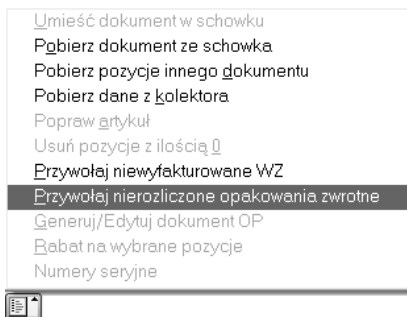 Umieść dokument w schowku
Pobierz dokument ze schowka
Pobierz pozycje innego dokumentu
Pobierz dane z kolektora
Popraw artykuł
Usuń pozycje z ilością 0
Przywołaj niewyfakturowane WZ
Przywołaj nierozliczone opakowania zwrotne
Generuj/Edytuj dokument OP
Rabat na wybrane pozycje
Numery seryjne